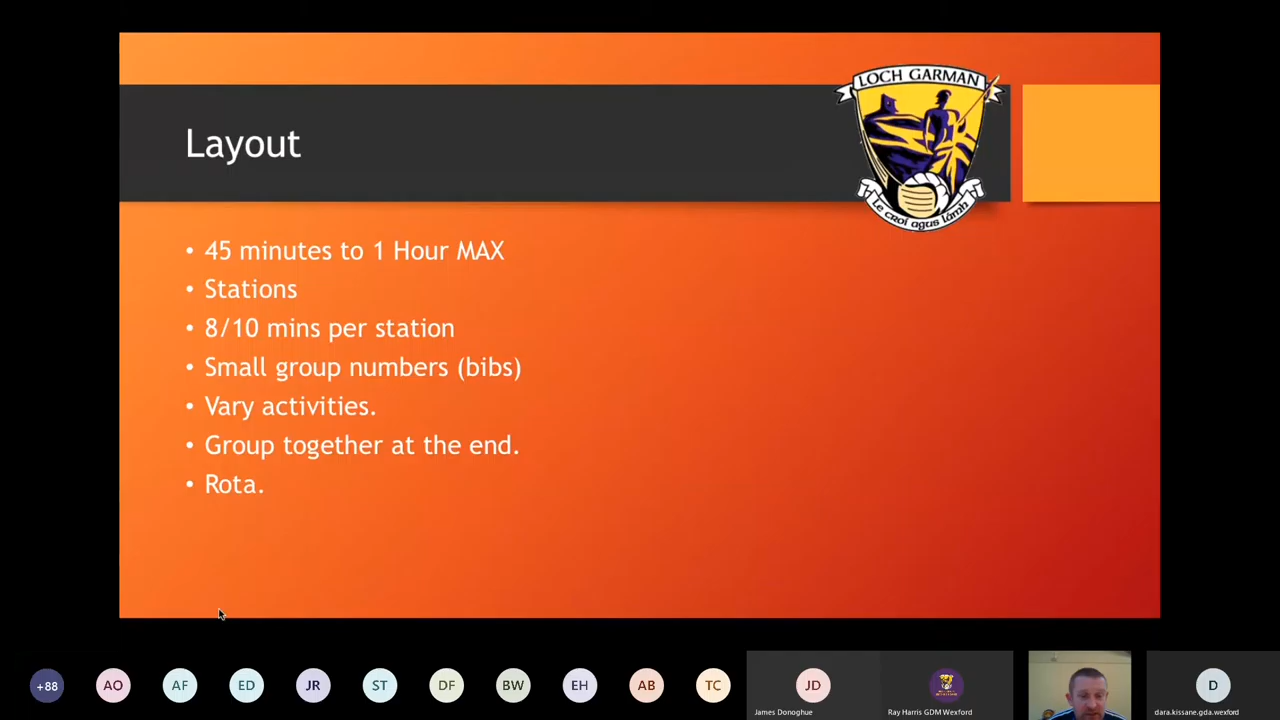 LOCH GARMAN
Layout
Le croí agus lámh
• 45 minutes to 1 Hour MAX
• Stations
• 8/10 mins per station
• Small group numbers (bibs)
• Vary activities.
• Group together at the end.
• Rota.
+88
AO
AF
ED
JR
ST
DF
BW
EH
AB
TC
JD
D
James Donoghue
Ray Harris GDM Wexford
dara.kissane.gda.wexford